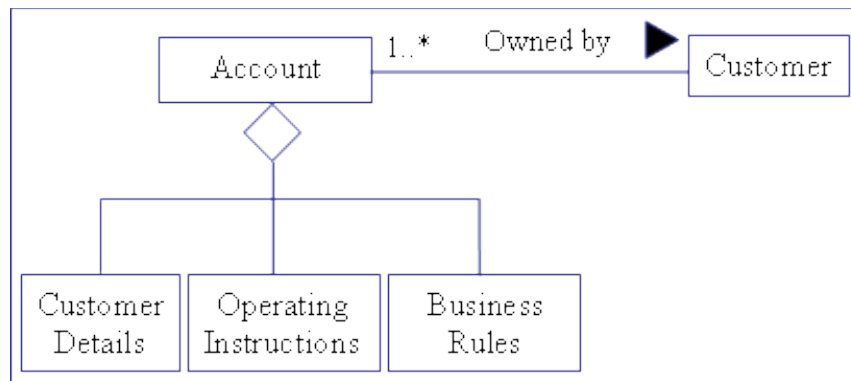 1..* Owned by
Account
Customer
Customer
Details
Operating
Instructions
Business
Rules